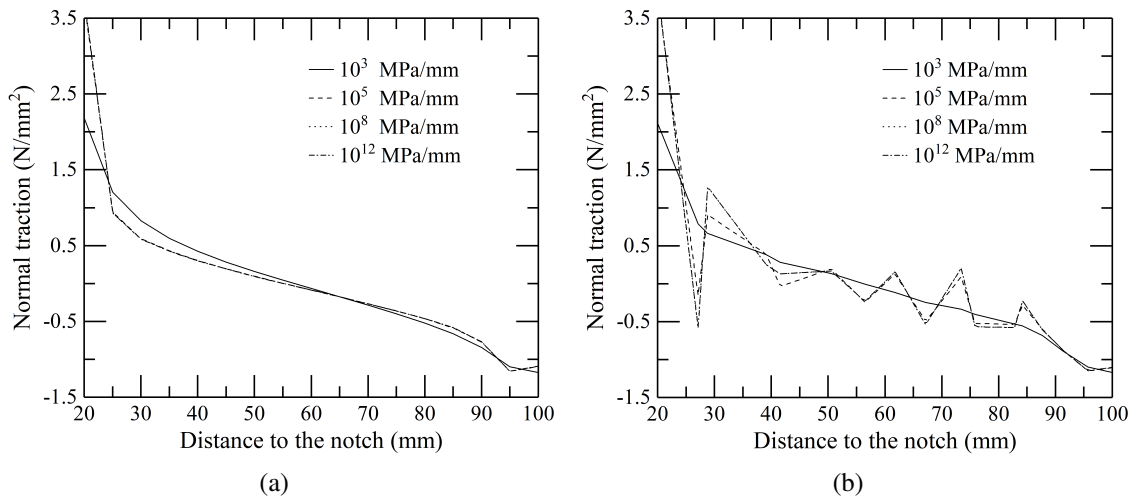 3.5
2.5
1.5
0.5
-0.5
-1.5
Normal traction (N/mm²)
10³ MPa/mm
10⁵ MPa/mm
10⁸ MPa/mm
10¹² MPa/mm
20 30 40 50 60 70 80 90 100
Distance to the notch (mm)
(a)
3.5
2.5
1.5
0.5
-0.5
-1.5
Normal traction (N/mm²)
10³ MPa/mm
10⁵ MPa/mm
10⁸ MPa/mm
10¹² MPa/mm
20 30 40 50 60 70 80 90 100
Distance to the notch (mm)
(b)